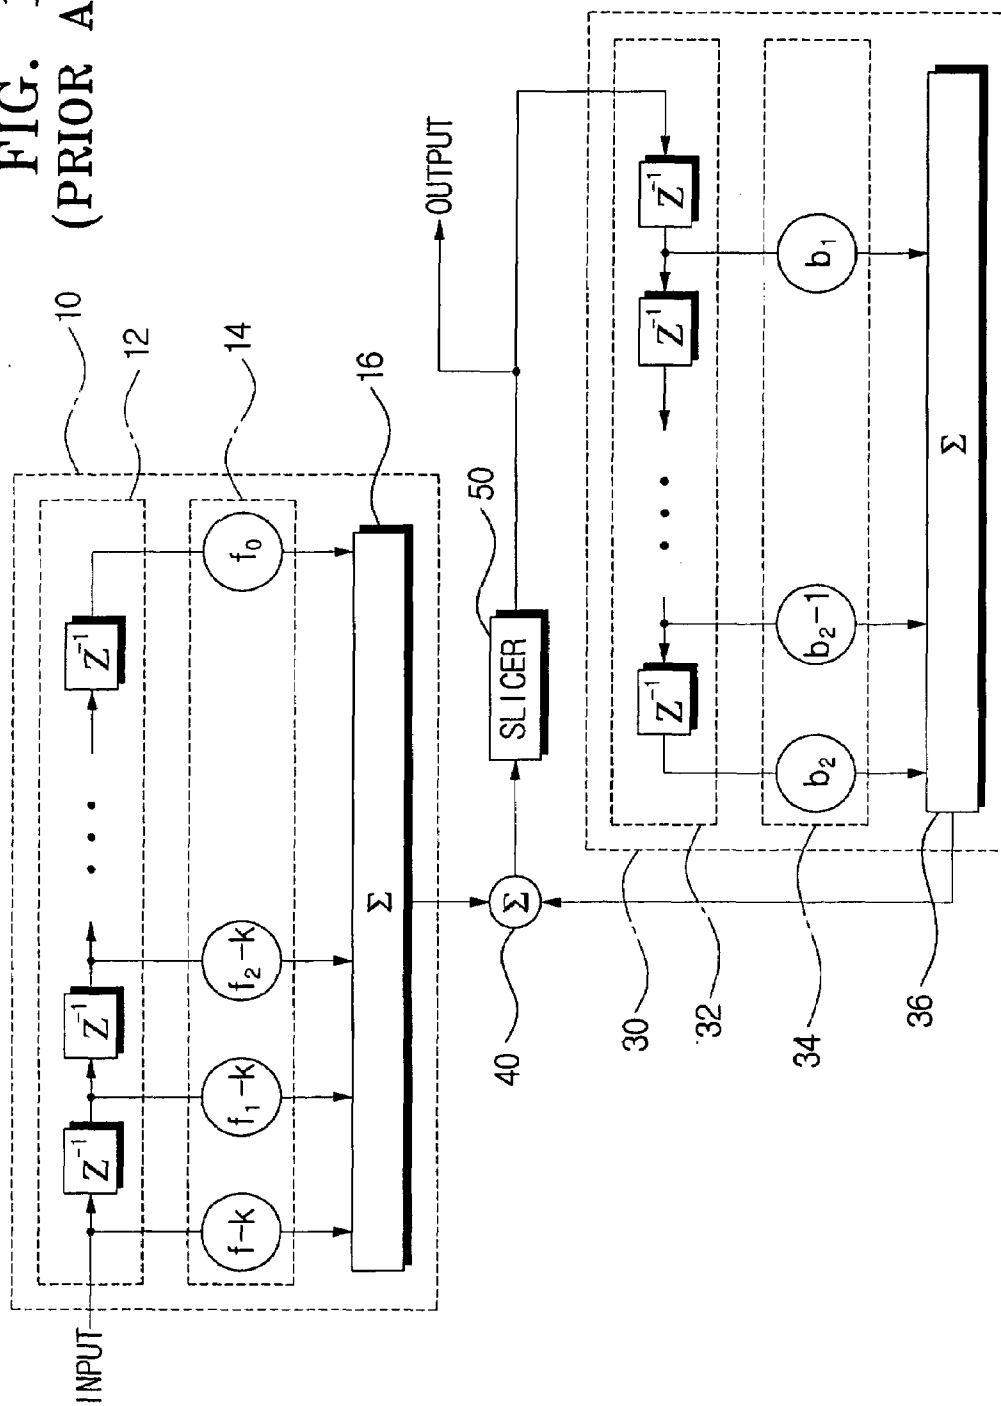 FIG.
(PRIOR A
INPUT
10
12
14
16
Z⁻¹
Z⁻¹
Z⁻¹
f-k
f₁-k
f₂-k
f₀
Σ
40
Σ
50
SLICER
OUTPUT
30
32
34
36
Z⁻¹
Z⁻¹
Z⁻¹
b₂
b₂-1
b₁
Σ